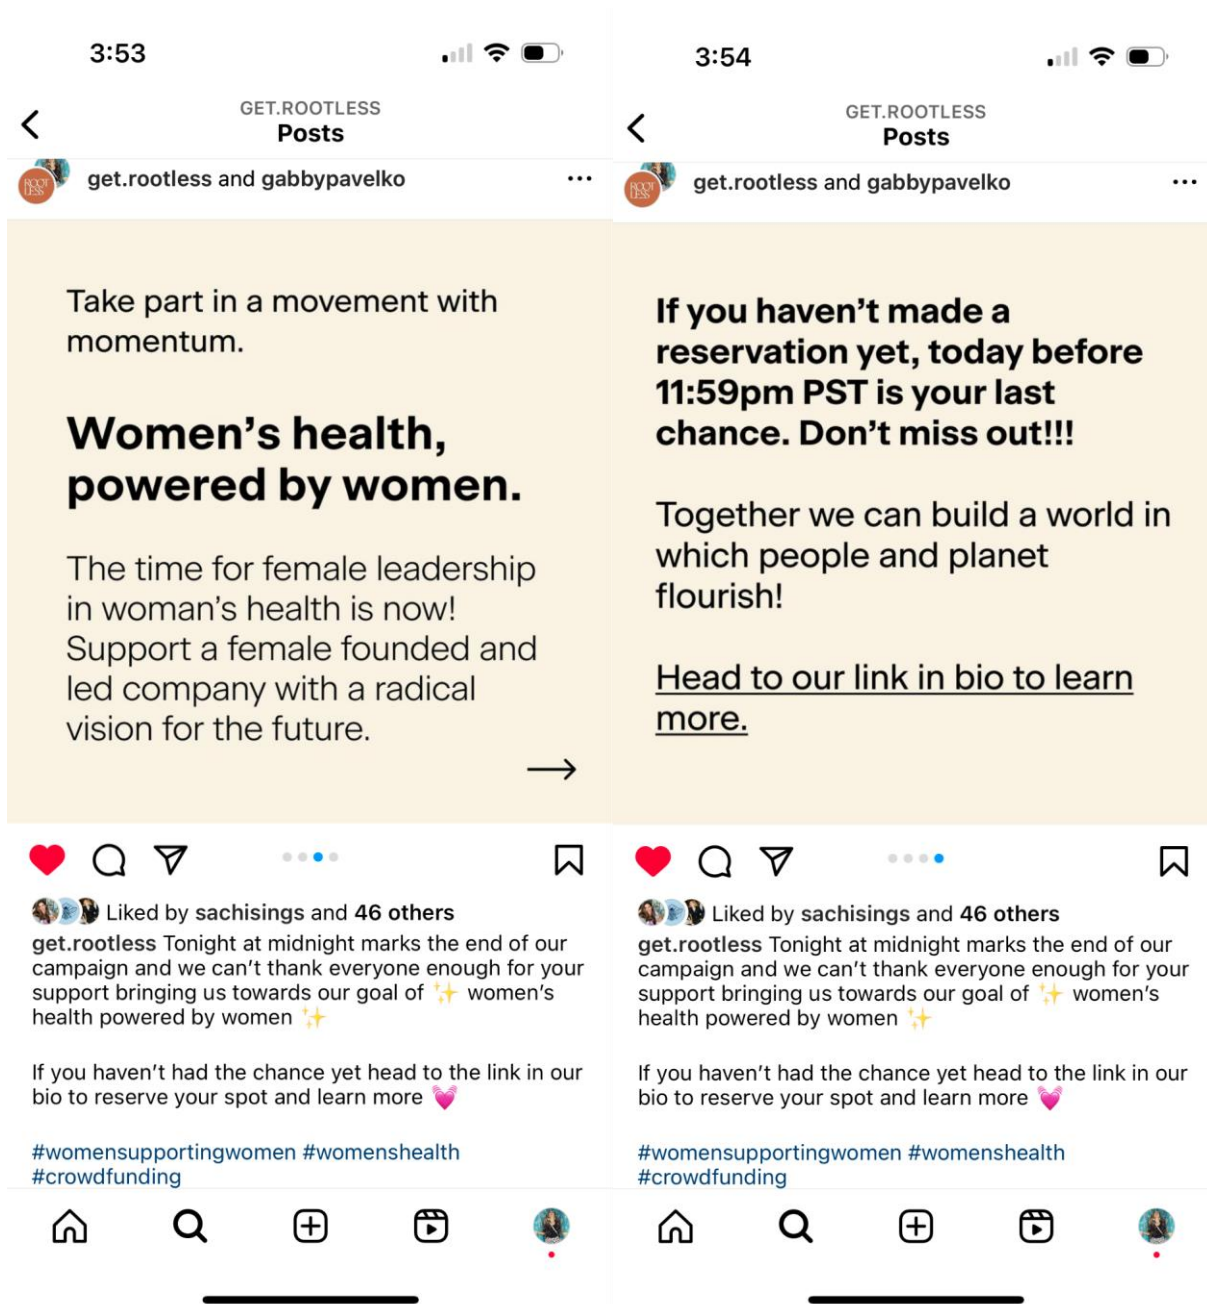 3:53
GET.ROOTLESS
Posts
ROOT
LESS
get.rootless and gabbypavelko
Take part in a movement with
momentum.
Women's health,
powered by women.
The time for female leadership
in woman's health is now!
Support a female founded and
led company with a radical
vision for the future.
Liked by sachisings and 46 others
get.rootless Tonight at midnight marks the end of our
campaign and we can't thank everyone enough for your
support bringing us towards our goal of ✨ women's
health powered by women ✨
If you haven't had the chance yet head to the link in our
bio to reserve your spot and learn more 💓
#womensupportingwomen #womenshealth
#crowdfunding
3:54
GET.ROOTLESS
Posts
ROOT
LESS
get.rootless and gabbypavelko
If you haven't made a
reservation yet, today before
11:59pm PST is your last
chance. Don't miss out!!!
Together we can build a world in
which people and planet
flourish!
Head to our link in bio to learn
more.
Liked by sachisings and 46 others
get.rootless Tonight at midnight marks the end of our
campaign and we can't thank everyone enough for your
support bringing us towards our goal of ✨ women's
health powered by women ✨
If you haven't had the chance yet head to the link in our
bio to reserve your spot and learn more 💓
#womensupportingwomen #womenshealth
#crowdfunding